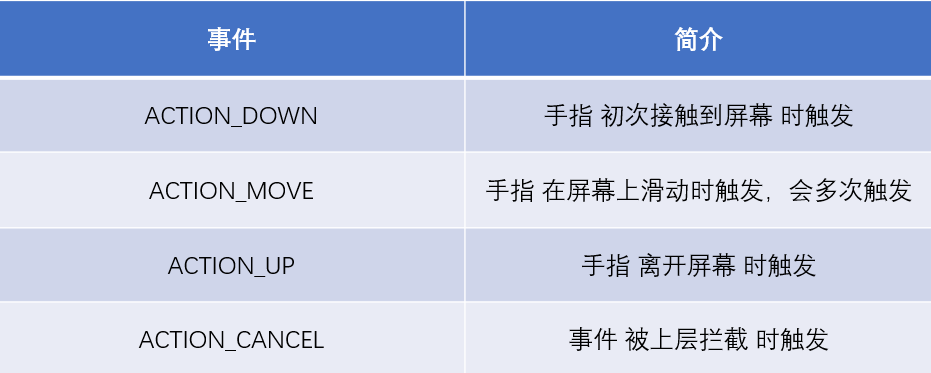 事件 简介
ACTION_DOWN 手指 初次接触到屏幕 时触发
ACTION_MOVE 手指 在屏幕上滑动时触发，会多次触发
ACTION_UP 手指 离开屏幕 时触发
ACTION_CANCEL 事件 被上层拦截 时触发